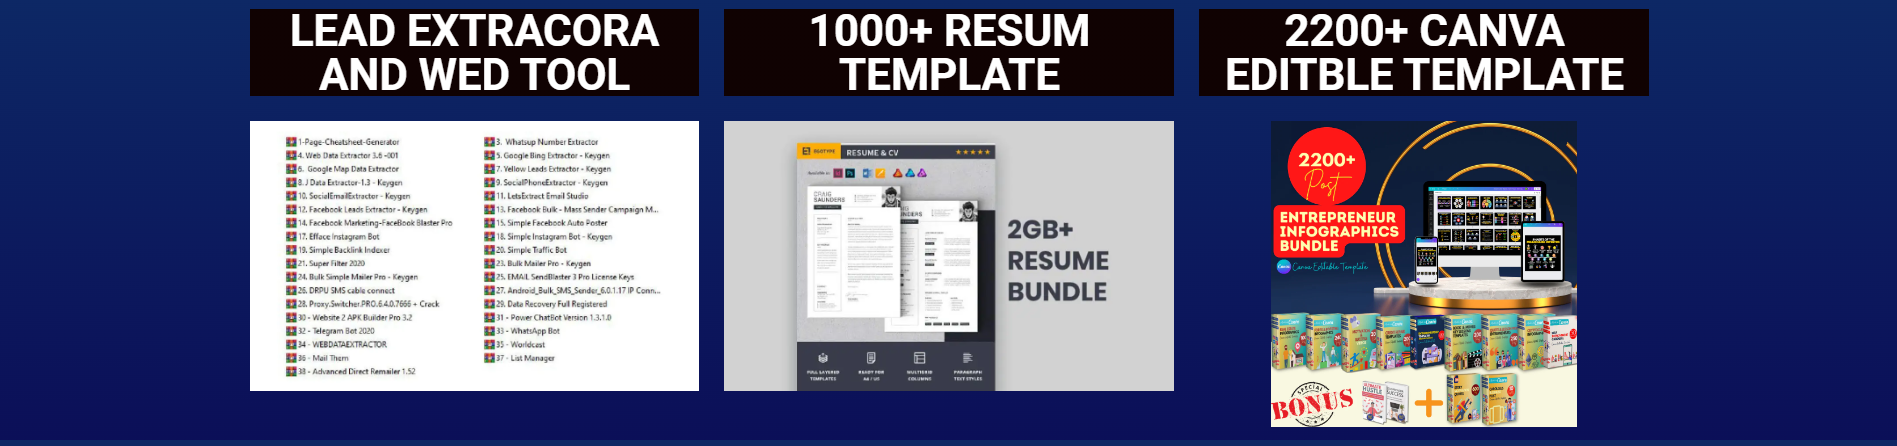 LEAD EXTRACORA
AND WED TOOL
1-Page-Cheatsheet-Generator
4. Web Data Extractor 3.6 -001
6. Google Map Data Extractor
8. J Data Extractor-1.3 - Keygen
10. SocialEmailExtractor - Keygen
12. Facebook Leads Extractor - Keygen
14. Facebook Marketing-FaceBook Blaster Pro
17. Efface Instagram Bot
19. Simple Backlink Indexer
21. Super Filter 2020
24. Bulk Simple Mailer Pro - Keygen
26. DRPU SMS cable connect
28. Proxy.Switcher.PRO.6.4.0.7666 + Crack
30 - Website 2 APK Builder Pro 3.2
32 - Telegram Bot 2020
34 - WEBDATAEXTRACTOR
36 - Mail Them
38 - Advanced Direct Remailer 1.52
3. Whatsup Number Extractor
5. Google Bing Extractor - Keygen
7. Yellow Leads Extractor - Keygen
9. SocialPhoneExtractor - Keygen
11. LetsExtract Email Studio
13. Facebook Bulk - Mass Sender Campaign M...
15. Simple Facebook Auto Poster
18. Simple Instagram Bot - Keygen
20. Simple Traffic Bot
23. Bulk Mailer Pro - Keygen
25. EMAIL SendBlaster 3 Pro License Keys
27. Android_Bulk_SMS_Sender_6.0.1.17 IP Conn...
29. Data Recovery Full Registered
31 - Power ChatBot Version 1.3.1.0
33 - WhatsApp Bot
35 - Worldcast
37 - List Manager
1000+ RESUM
TEMPLATE
RESUME & CV
CRAIG
SAUNDERS
2GB+
RESUME
BUNDLE
FULL LAYERED
TEMPLATES
READY FOR
A4 / US
MULTIUSE
COLUMNS
PARAGRAPH
TEXT STYLES
2200+ CANVA
EDITBLE TEMPLATE
2200+
Post
ENTREPRENEUR
INFOGRAPHICS
BUNDLE
Canva Editable Template
SPECIAL
BONUS